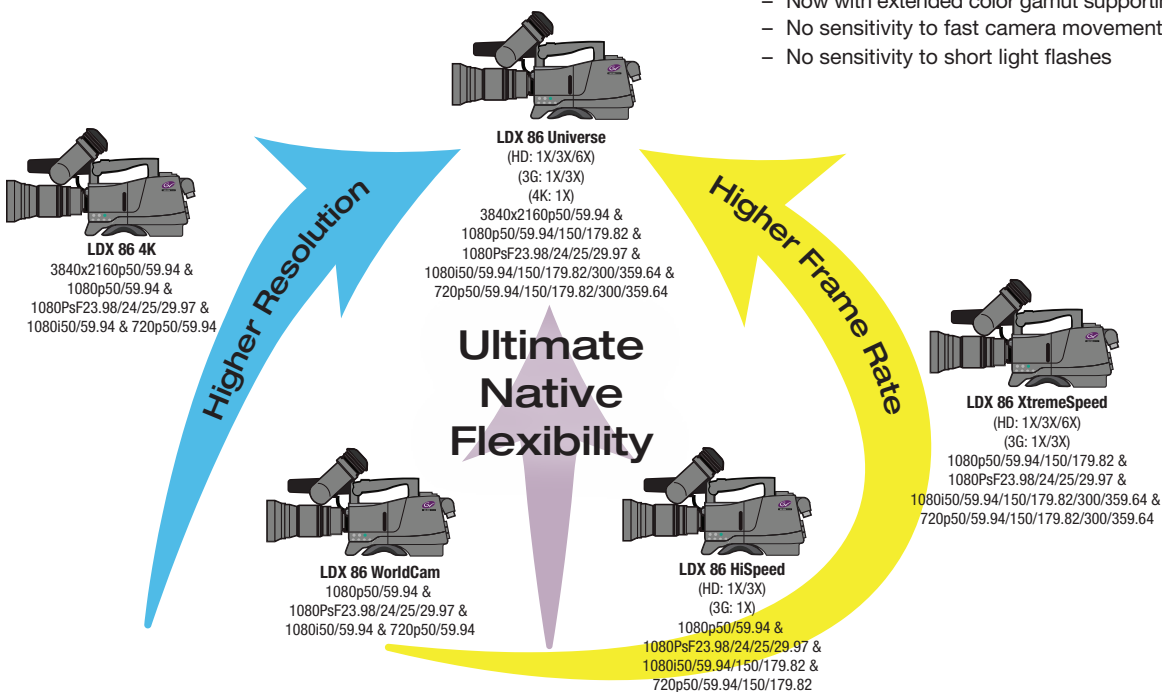 – Now with extended color gamut supportin
– No sensitivity to fast camera movement
– No sensitivity to short light flashes
LDX 86 Universe
(HD: 1X/3X/6X)
(3G: 1X/3X)
(4K: 1X)
3840x2160p50/59.94 &
1080p50/59.94/150/179.82 &
1080PsF23.98/24/25/29.97 &
1080i50/59.94/150/179.82/300/359.64 &
720p50/59.94/150/179.82/300/359.64
LDX 86 4K
3840x2160p50/59.94 &
1080p50/59.94 &
1080PsF23.98/24/25/29.97 &
1080i50/59.94 & 720p50/59.94
Higher Resolution
Higher Frame Rate
Ultimate
Native
Flexibility
LDX 86 XtremeSpeed
(HD: 1X/3X/6X)
(3G: 1X/3X)
1080p50/59.94/150/179.82 &
1080PsF23.98/24/25/29.97 &
1080i50/59.94/150/179.82/300/359.64 &
720p50/59.94/150/179.82/300/359.64
LDX 86 WorldCam
1080p50/59.94 &
1080PsF23.98/24/25/29.97 &
1080i50/59.94 & 720p50/59.94
LDX 86 HiSpeed
(HD: 1X/3X)
(3G: 1X)
1080p50/59.94 &
1080PsF23.98/24/25/29.97 &
1080i50/59.94/150/179.82 &
720p50/59.94/150/179.82